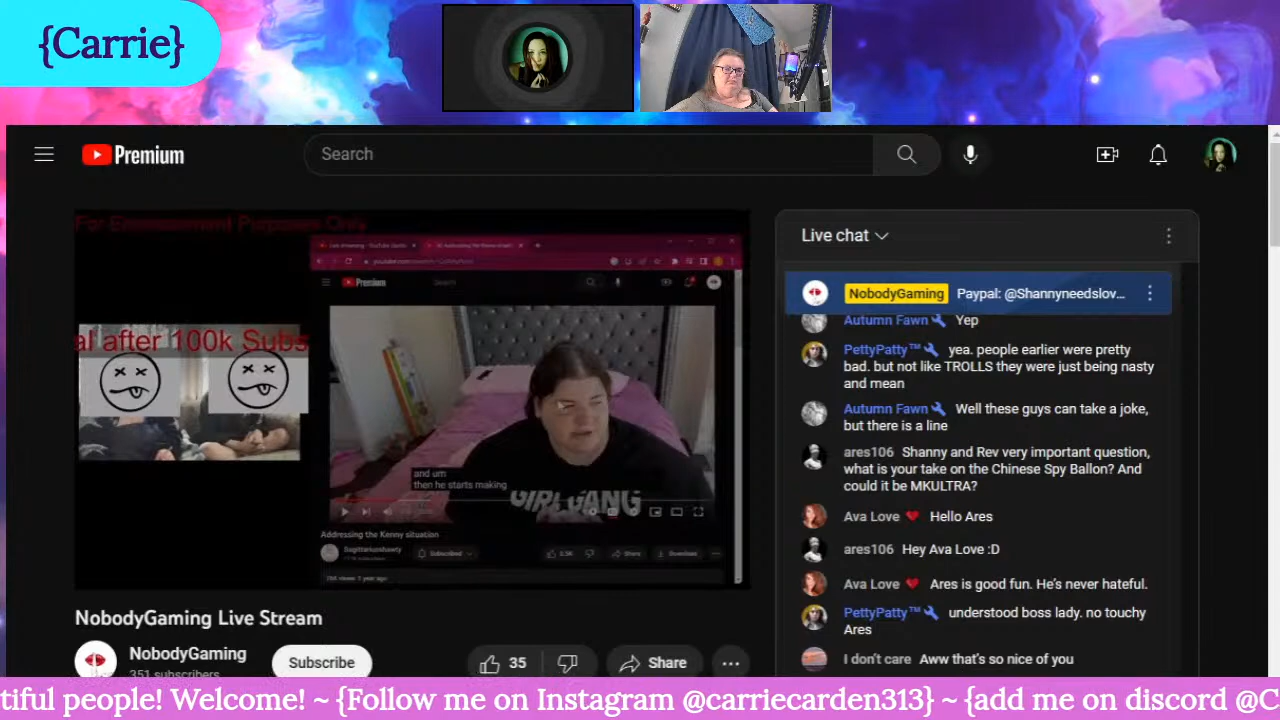 {Carrie}
Premium
Search
For Entertainment Purposes Only
al after 100k Subs
Premium
Search
and um
then he starts making
GIRL GANG
Addressing the Kenny situation
Subscribed
Share
Download
NobodyGaming Live Stream
NobodyGaming
351 subscribers
Subscribe
35
Share
Live chat
NobodyGaming Paypal: @Shannyneedslov...
Autumn Fawn Yep
PettyPatty™ yea. people earlier were pretty
bad. but not like TROLLS they were just being nasty
and mean
Autumn Fawn Well these guys can take a joke,
but there is a line
ares106 Shanny and Rev very important question,
what is your take on the Chinese Spy Ballon? And
could it be MKULTRA?
Ava Love Hello Ares
ares106 Hey Ava Love :D
Ava Love Ares is good fun. He's never hateful.
PettyPatty™ understood boss lady. no touchy
Ares
I don't care Aww that's so nice of you
tiful people! Welcome! ~ {Follow me on Instagram @carriecarden313} ~ {add me on discord @C